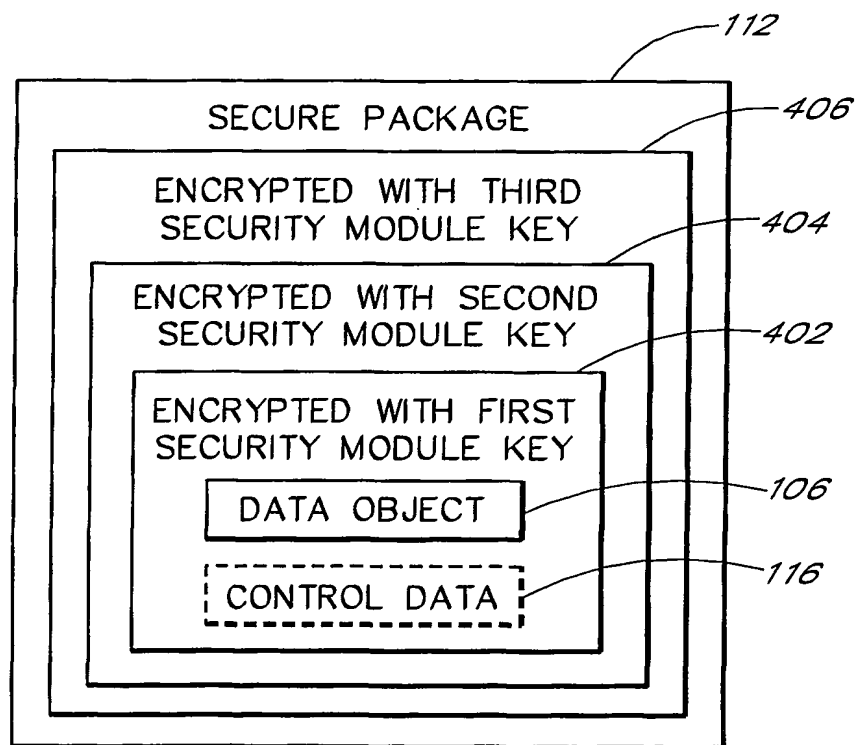 112
SECURE PACKAGE
406
ENCRYPTED WITH THIRD
SECURITY MODULE KEY
404
ENCRYPTED WITH SECOND
SECURITY MODULE KEY
402
ENCRYPTED WITH FIRST
SECURITY MODULE KEY
DATA OBJECT
106
CONTROL DATA
116